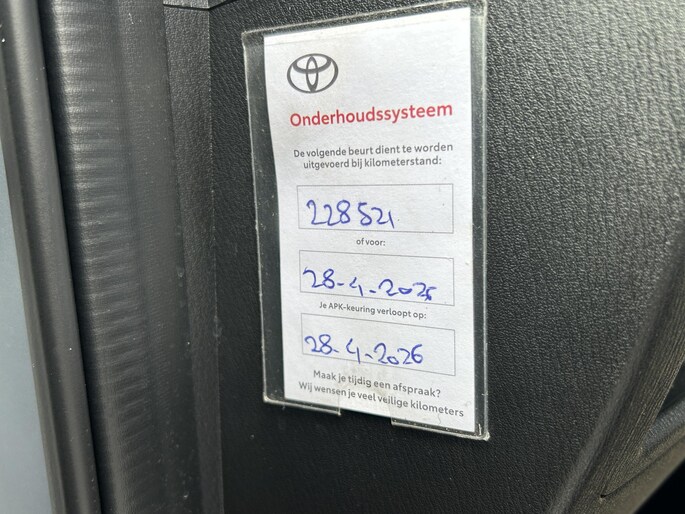 Onderhoudssysteem
De volgende beurt dient te worden
uitgevoerd bij kilometerstand:
228521
of voor:
28-4-2025
Je APK-keuring verloopt op:
28-4-2026
Maak je tijdig een afspraak?
Wij wensen je veel veilige kilometers